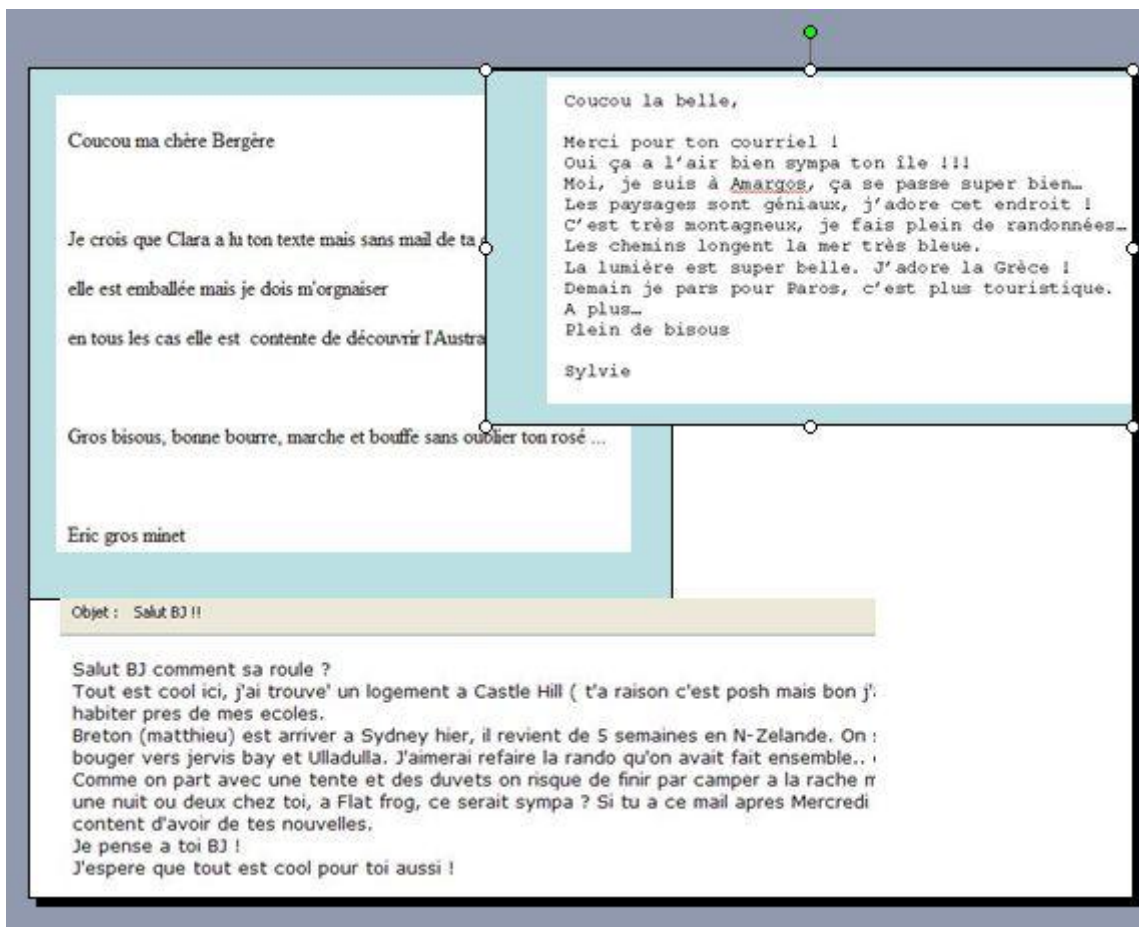 Coucou ma chère Bergère
Je crois que Clara a lu ton texte mais sans mail de ta
elle est emballée mais je dois m'orgnaiser
en tous les cas elle est contente de découvrir l'Austra
Gros bisous, bonne bourre, marche et bouffe sans oublier ton rosé ...
Eric gros minet
Coucou la belle,
Merci pour ton courriel !
Oui ça a l'air bien sympa ton île !!!
Moi, je suis à Amargos, ça se passe super bien…
Les paysages sont géniaux, j'adore cet endroit !
C'est très montagneux, je fais plein de randonnées…
Les chemins longent la mer très bleue.
La lumière est super belle. J'adore la Grèce !
Demain je pars pour Paros, c'est plus touristique.
A plus…
Plein de bisous
Sylvie
Objet : Salut BJ !!
Salut BJ comment sa roule ?
Tout est cool ici, j'ai trouve' un logement a Castle Hill ( t'a raison c'est posh mais bon
habiter pres de mes ecoles.
Breton (matthieu) est arriver a Sydney hier, il revient de 5 semaines en N-Zelande. On
bouger vers jervis bay et Ulladulla. J'aimerai refaire la rando qu'on avait fait ensemble..
Comme on part avec une tente et des duvets on risque de finir par camper a la rache
une nuit ou deux chez toi, a Flat frog, ce serait sympa ? Si tu a ce mail apres Mercredi
content d'avoir de tes nouvelles.
Je pense a toi BJ !
J'espere que tout est cool pour toi aussi !